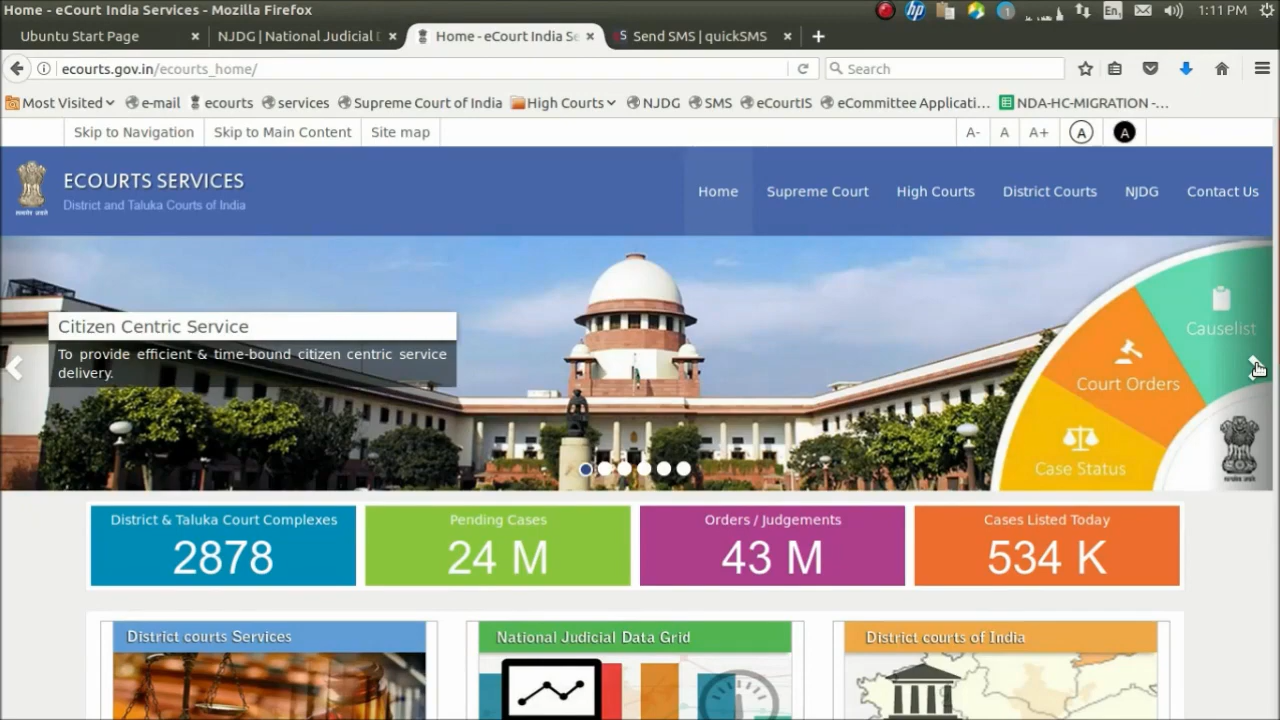 Home - eCourt India Services - Mozilla Firefox
En
1:11 PM
Ubuntu Start Page
NJDG | National Judicial
Home - eCourt India Se
Send SMS | quickSMS
ecourts.gov.in/ecourts_home/
Search
Most Visited
e-mail
ecourts
services
Supreme Court of India
High Courts
NJDG
SMS
eCourtIS
eCommittee Applicati...
NDA-HC-MIGRATION -...
Skip to Navigation
Skip to Main Content
Site map
A-
A
A+
A
A
ECOURTS SERVICES
District and Taluka Courts of India
Home
Supreme Court
High Courts
District Courts
NJDG
Contact Us
Citizen Centric Service
To provide efficient & time-bound citizen centric service
delivery.
Causelist
Court Orders
Case Status
District & Taluka Court Complexes
2878
Pending Cases
24 M
Orders / Judgements
43 M
Cases Listed Today
534 K
District courts Services
National Judicial Data Grid
District courts of India